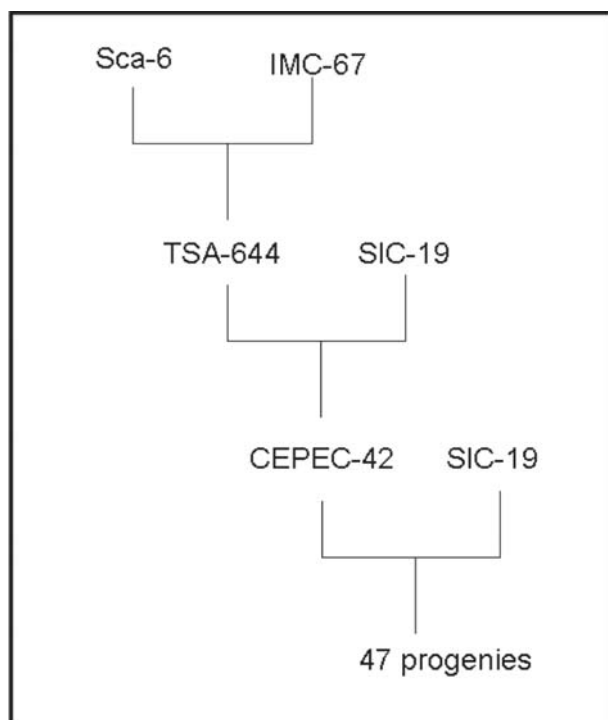 Sca-6 IMC-67
TSA-644 SIC-19
CEPEC-42 SIC-19
47 progenies